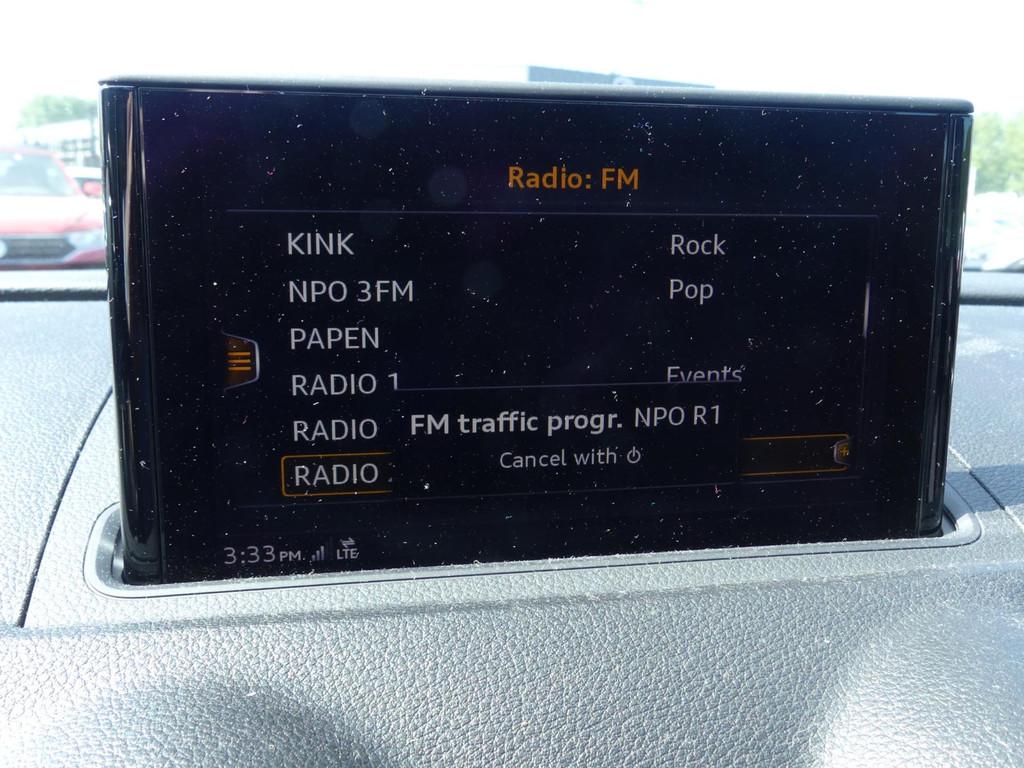 Radio: FM
KINK Rock
NPO 3FM Pop
PAPEN
RADIO 1 Events
RADIO
FM traffic progr. NPO R1
Cancel with
RADIO
3:33 PM LTE